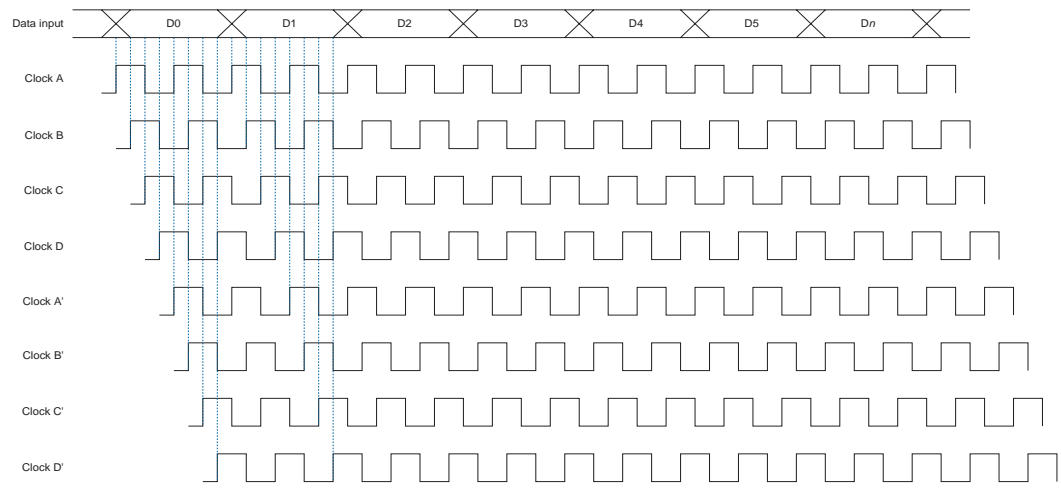 Data input D0 D1 D2 D3 D4 D5 Dn
Clock A
Clock B
Clock C
Clock D
Clock A'
Clock B'
Clock C'
Clock D'